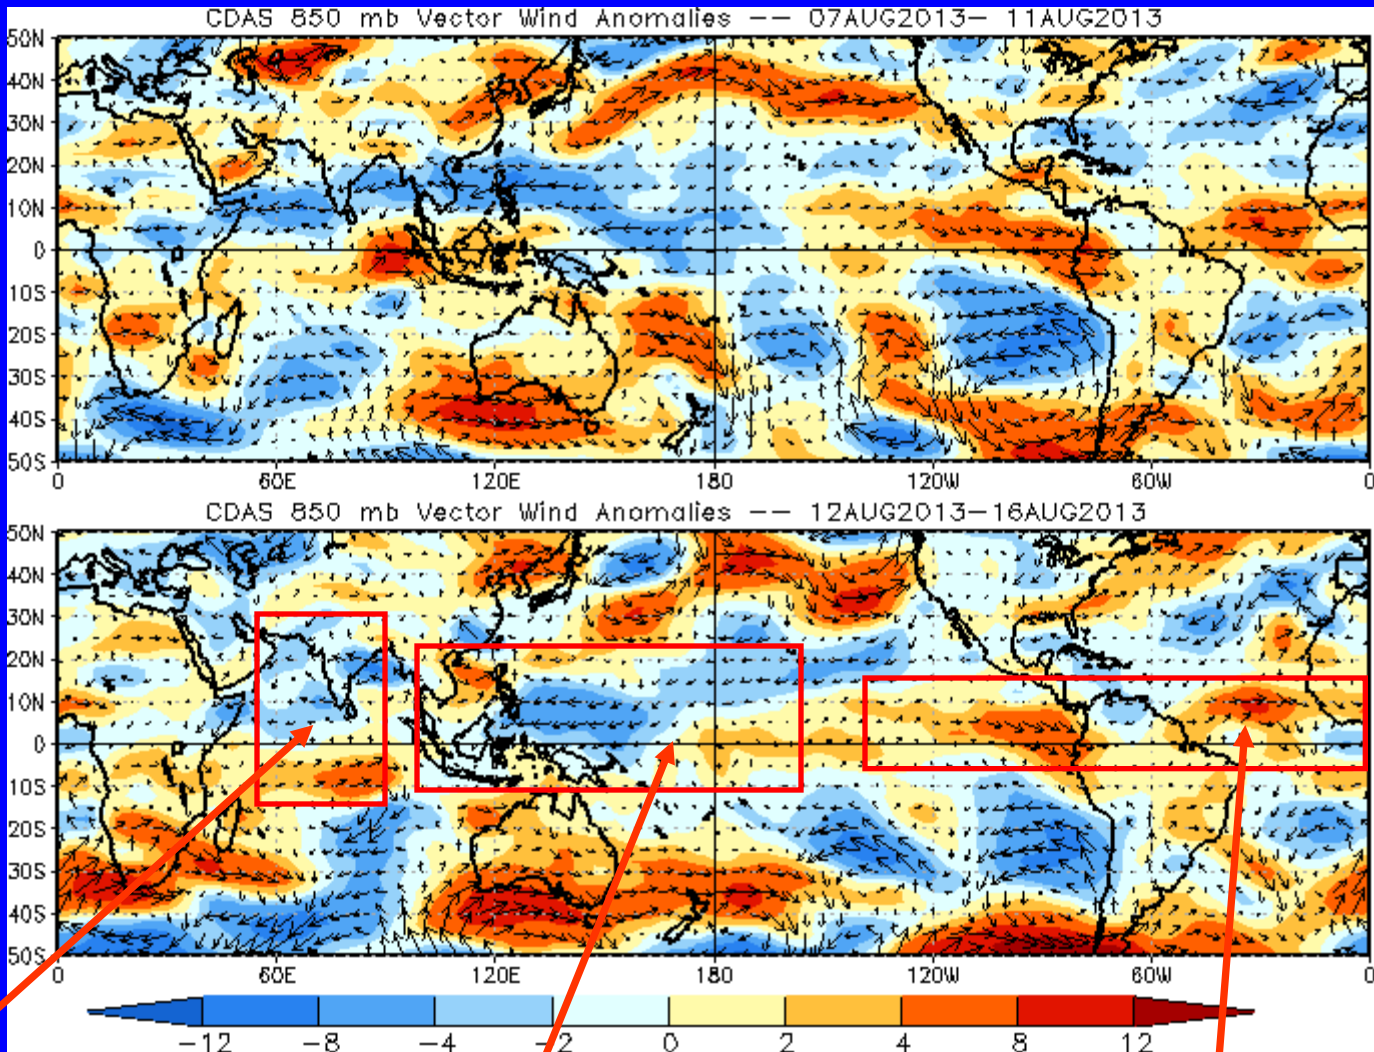 CDAS 850 mb Vector Wind Anomalies -- 07AUG2013- 11AUG2013
50N
40N
30N
20N
10N
0
10S
20S
30S
40S
50S
0 60E 120E 180 120W 60W 0
CDAS 850 mb Vector Wind Anomalies -- 12AUG2013-16AUG2013
50N
40N
30N
20N
10N
0
10S
20S
30S
40S
50S
0 60E 120E 180 120W 60W 0
-12 -8 -4 -2 0 2 4 8 12